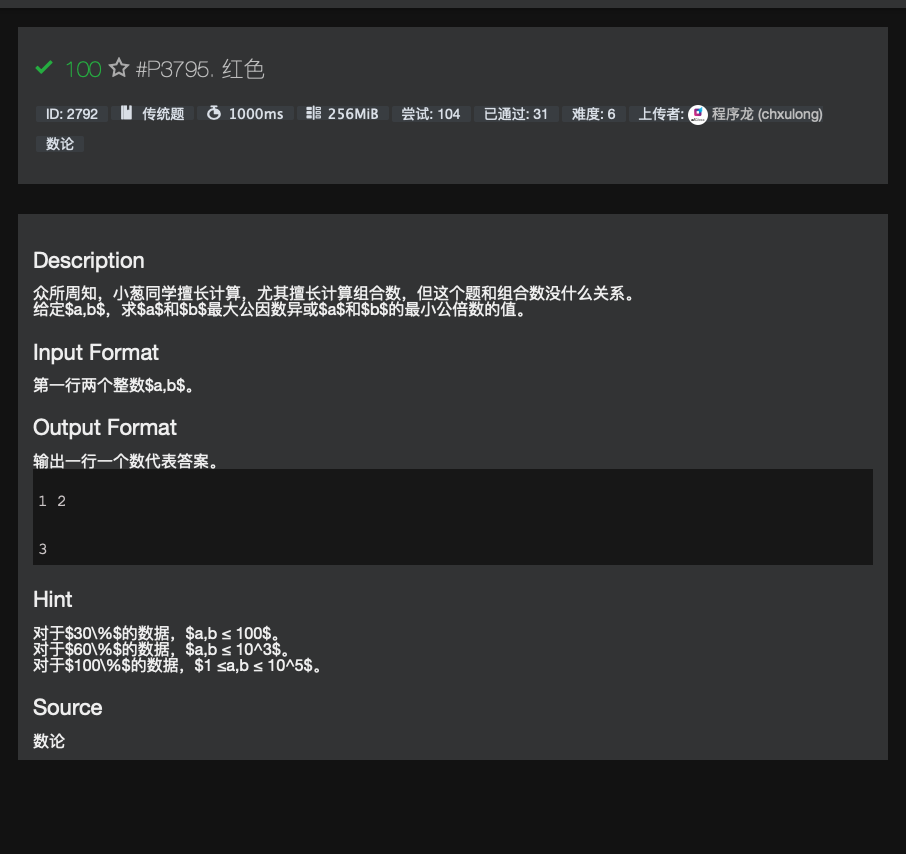 100 #P3795. 红色
ID: 2792 传统题 1000ms 256MiB 尝试: 104 已通过: 31 难度: 6 上传者: 程序龙 (chxulong)
数论
Description
众所周知，小葱同学擅长计算，尤其擅长计算组合数，但这个题和组合数没什么关系。
给定$a,b$，求$a$和$b$最大公因数异或$a$和$b$的最小公倍数的值。
Input Format
第一行两个整数$a,b$。
Output Format
输出一行一个数代表答案。
1 2
3
Hint
对于$30\%$的数据，$a,b ≤ 100$。
对于$60\%$的数据，$a,b ≤ 10^3$。
对于$100\%$的数据，$1 ≤a,b ≤ 10^5$。
Source
数论